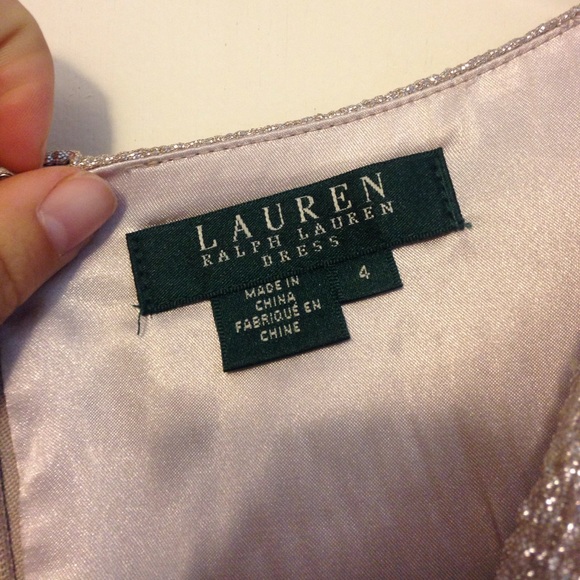 LAUREN
RALPH LAUREN
DRESS
4
MADE IN
CHINA
FABRIQUÉ EN
CHINE